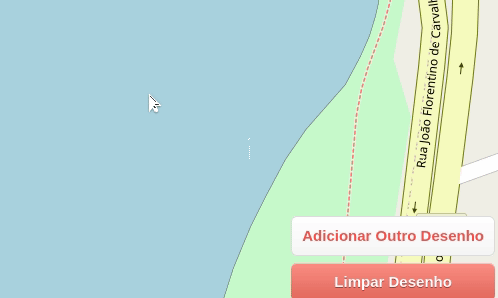 Rua João Florentino de Carvalh
Adicionar Outro Desenho
Limpar Desenho